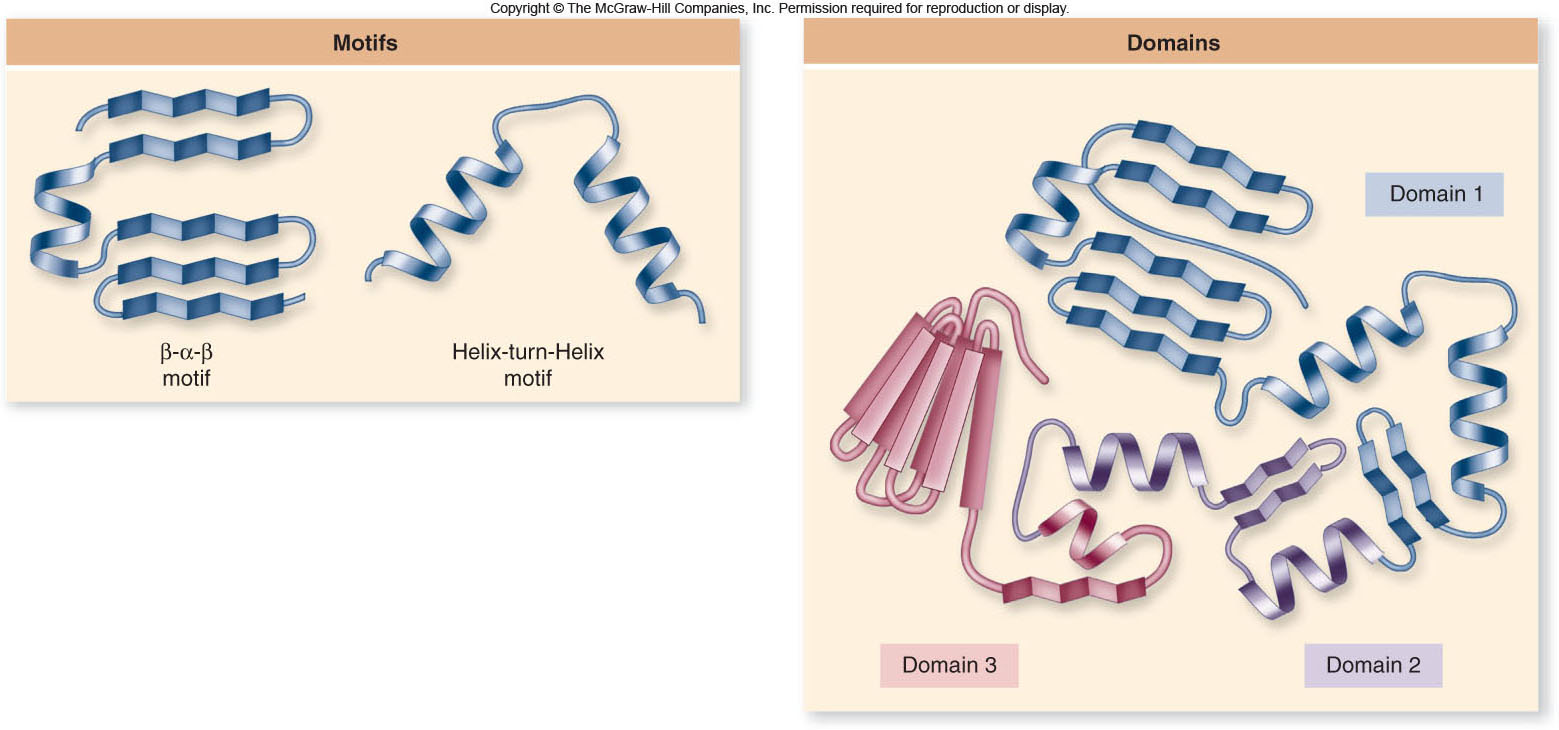 Copyright © The McGraw-Hill Companies, Inc. Permission required for reproduction or display.
Motifs
β-α-β
motif
Helix-turn-Helix
motif
Domains
Domain 1
Domain 3
Domain 2